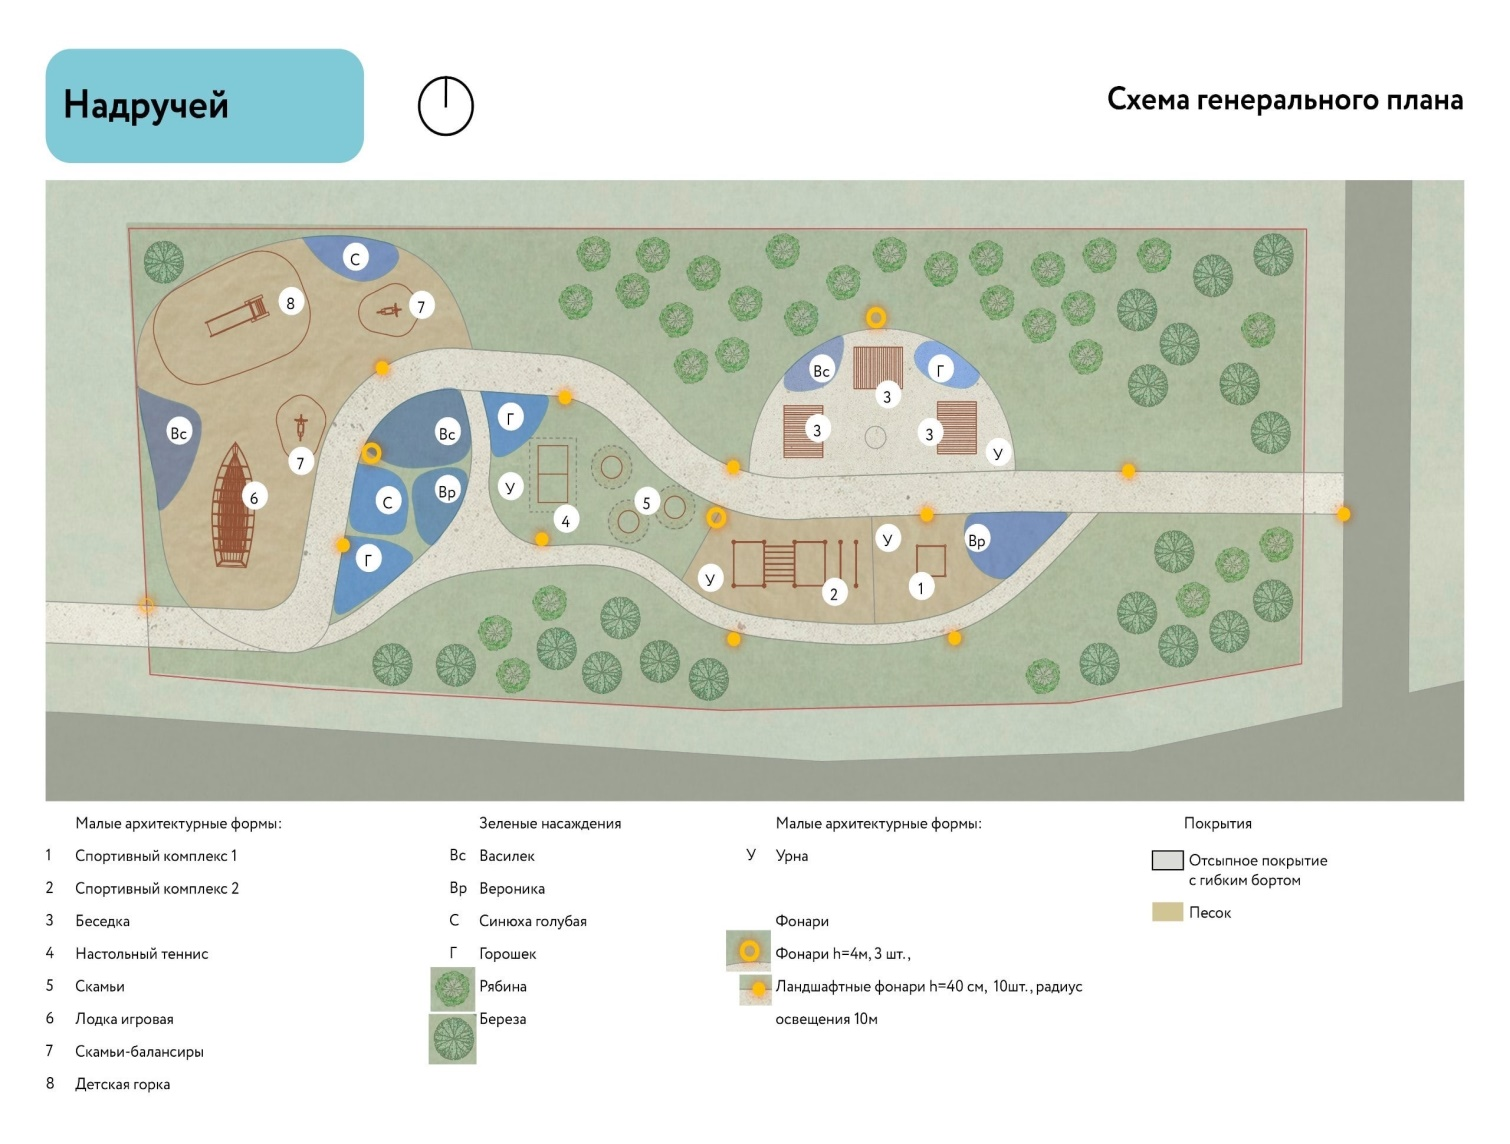 Надручей
Схема генерального плана
С
8
7
Вс
Г
3
Вс
Г
Вс
3
3
У
7
6
С
Вр
У
4
5
Г
У
2
У
1
Вр
Малые архитектурные формы:
1 Спортивный комплекс 1
2 Спортивный комплекс 2
3 Беседка
4 Настольный теннис
5 Скамьи
6 Лодка игровая
7 Скамьи-балансиры
8 Детская горка
Зеленые насаждения
Вс Василек
Вр Вероника
С Синюха голубая
Г Горошек
Рябина
Береза
Малые архитектурные формы:
У Урна
Фонари
Фонари h=4м, 3 шт.,
Ландшафтные фонари h=40 см, 10шт., радиус
освещения 10м
Покрытия
Отсыпное покрытие
с гибким бортом
Песок